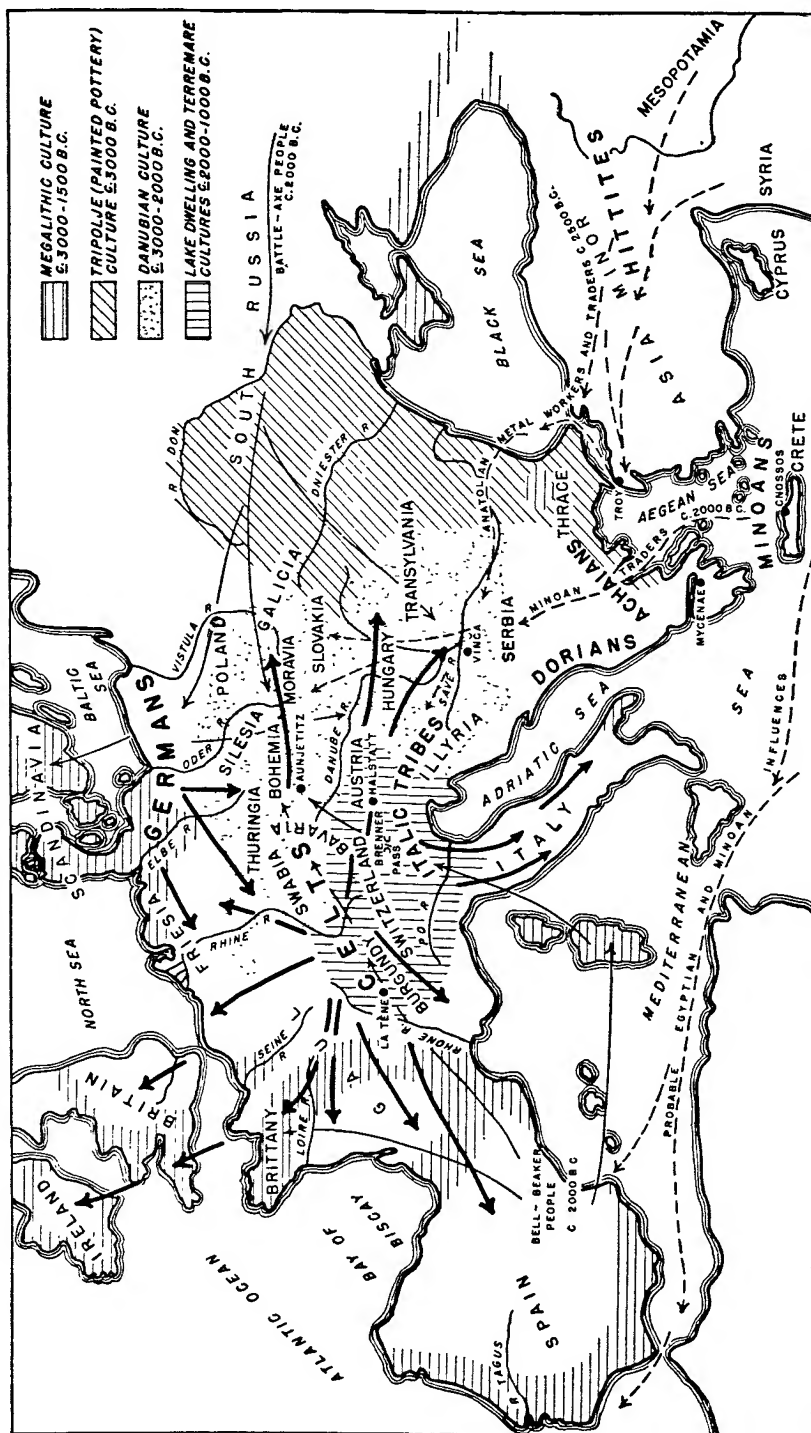 MEGALITHIC CULTURE
C.3000-1500 B.C.
TRIPOLJE (PAINTED POTTERY)
CULTURE C.3000 B.C.
DANUBIAN CULTURE
C.3000-2000 B.C.
LAKE DWELLING AND TERREMARE
CULTURES C.2000-1000 B.C.
SCANDINAVIA
BALTIC
SEA
NORTH SEA
BRITAIN
IRELAND
ATLANTIC OCEAN
BAY OF
BISCAY
BRITTANY
LOIRE R
SEINE R
GAUL
FRIESIA
RHINE R
ELBE R
GERMANS
ODER R
VISTULA R
POLAND
SILESIA
THURINGIA
BOHEMIA
AUNJETITZ
MORAVIA
SLOVAKIA
GALICIA
SOUTH RUSSIA
BATTLE-AXE PEOPLE
C.2000 B.C.
R DON
DNIESTER R
TRANSYLVANIA
HUNGARY
DANUBE R
AUSTRIA
HALSTATT
SWABIA
BAVARIA
CELTS
BRENNER
PASS
SWITZERLAND
BURGUNDY
LA TÈNE
RHONE R
PO R
ITALIC TRIBES
ITALY
ILLYRIA
SAVE R
VINČA
SERBIA
ADRIATIC SEA
DORIANS
ACHAIANS
THRACE
MINOAN TRADERS C.2000 B.C.
ANATOLIAN METAL WORKERS AND TRADERS C 2500 B.C.
BLACK
SEA
TROY
AEGEAN SEA
MYCENAE
MINOANS
CNOSSOS
CRETE
ASIA MINOR
HITTITES
MESOPOTAMIA
SYRIA
CYPRUS
MEDITERRANEAN
SEA
PROBABLE EGYPTIAN AND MINOAN INFLUENCES
BELL-BEAKER
PEOPLE
C 2000 BC
SPAIN
TAGUS R